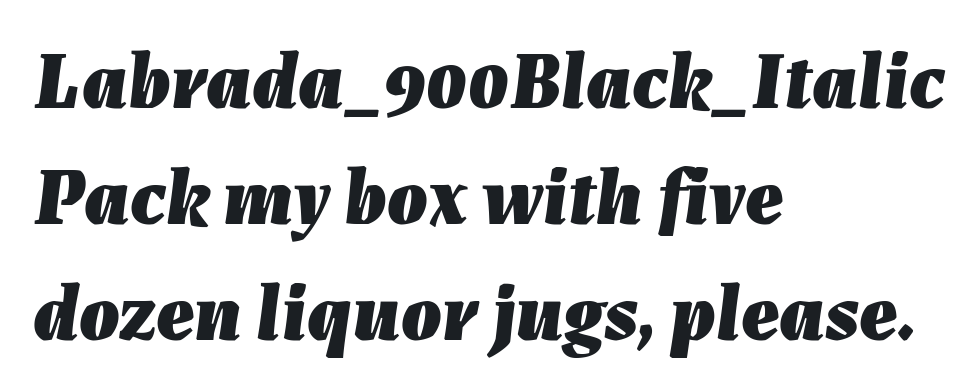 Labrada_900Black_Italic
Pack my box with five
dozen liquor jugs, please.